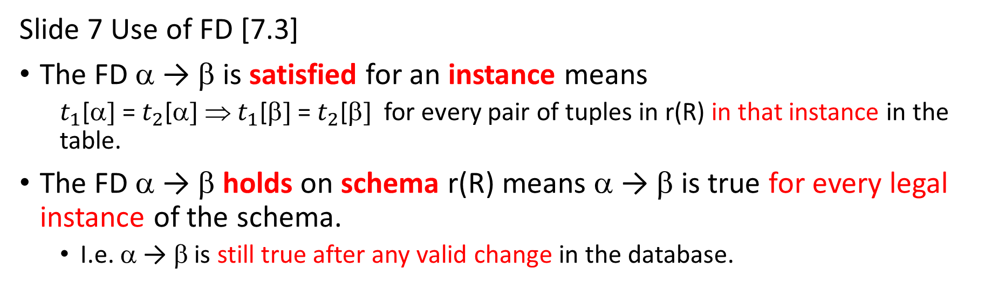 Slide 7 Use of FD [7.3]
• The FD α → β is satisfied for an instance means
t₁[α] = t₂[α] ⟹ t₁[β] = t₂[β] for every pair of tuples in r(R) in that instance in the
table.
• The FD α → β holds on schema r(R) means α → β is true for every legal
instance of the schema.
• I.e. α → β is still true after any valid change in the database.